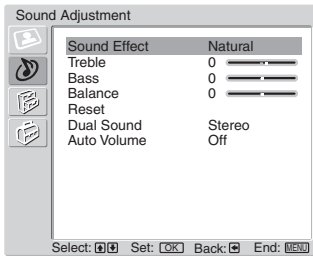 Sound Adjustment
Sound Effect Natural
Treble 0
Bass 0
Balance 0
Reset
Dual Sound Stereo
Auto Volume Off
Select: Set: OK Back: End: MENU